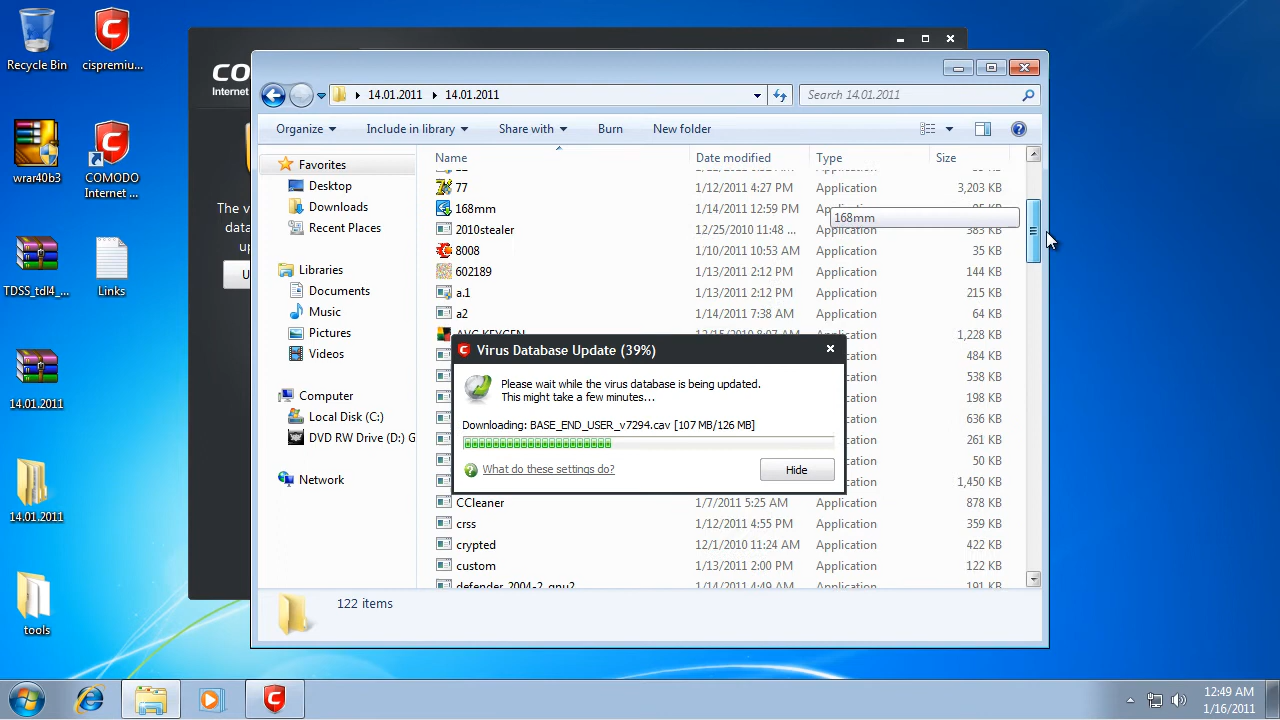 Recycle Bin
cispremiu...
wrar40b3
COMODO
Internet ...
TDSS_tdl4_...
Links
14.01.2011
14.01.2011
tools
CO
Internet
The v
data
up
U
14.01.2011
14.01.2011
Search 14.01.2011
Organize
Include in library
Share with
Burn
New folder
Favorites
Desktop
Downloads
Recent Places
Libraries
Documents
Music
Pictures
Videos
Computer
Local Disk (C:)
DVD RW Drive (D:) G
Network
Name Date modified Type Size
77 1/12/2011 4:27 PM Application 3,203 KB
168mm 1/14/2011 12:59 PM
168mm
2010stealer 12/25/2010 11:48 ... Application 383 KB
8008 1/10/2011 10:53 AM Application 35 KB
602189 1/13/2011 2:12 PM Application 144 KB
a.1 1/13/2011 2:12 PM Application 215 KB
a2 1/14/2011 7:38 AM Application 64 KB
AVG KEYGEN 12/15/2010 8:07 AM Application 1,228 KB
484 KB
538 KB
198 KB
636 KB
261 KB
50 KB
1,450 KB
CCleaner 1/7/2011 5:25 AM Application 878 KB
crss 1/12/2011 4:55 PM Application 359 KB
crypted 12/1/2010 11:24 AM Application 422 KB
custom 1/13/2011 2:00 PM Application 122 KB
defender_2004-2_gnu2 1/14/2011 4:49 AM Application 191 KB
Virus Database Update (39%)
Please wait while the virus database is being updated.
This might take a few minutes...
Downloading: BASE_END_USER_v7294.cav [107 MB/126 MB]
What do these settings do?
Hide
122 items
12:49 AM
1/16/2011